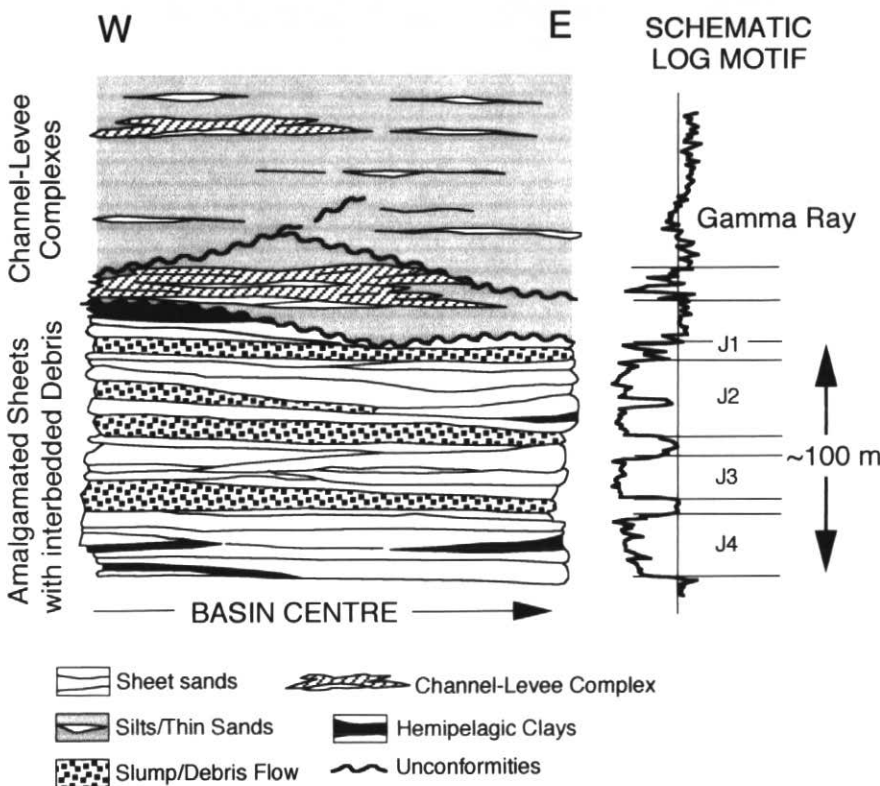 W
E
SCHEMATIC
LOG MOTIF
Channel-Levee
Complexes
Gamma Ray
Amalgamated Sheets
with interbedded Debris
J1
J2
J3
J4
~100 m
BASIN CENTRE
Sheet sands
Channel-Levee Complex
Silts/Thin Sands
Hemipelagic Clays
Slump/Debris Flow
Unconformities